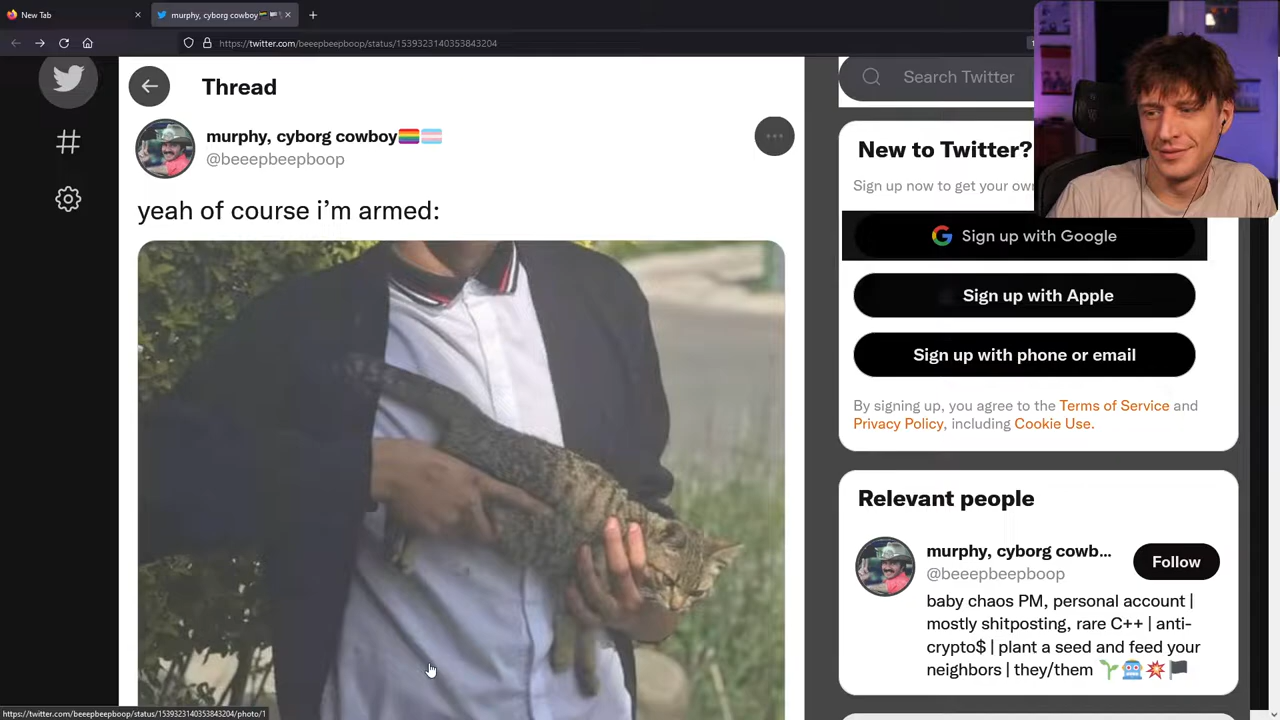 New Tab
murphy, cyborg cowboy
https://twitter.com/beeepbeepboop/status/1539323140353843204
Thread
murphy, cyborg cowboy🏳️‍🌈🏳️‍⚧️
@beeepbeepboop
yeah of course i’m armed:
Search Twitter
New to Twitter?
Sign up now to get your own
Sign up with Google
Sign up with Apple
Sign up with phone or email
By signing up, you agree to the Terms of Service and
Privacy Policy, including Cookie Use.
Relevant people
murphy, cyborg cowb...
@beeepbeepboop
Follow
baby chaos PM, personal account |
mostly shitposting, rare C++ | anti-
crypto$ | plant a seed and feed your
neighbors | they/them 🌱🤖💥🏴
https://twitter.com/beeepbeepboop/status/1539323140353843204/photo/1